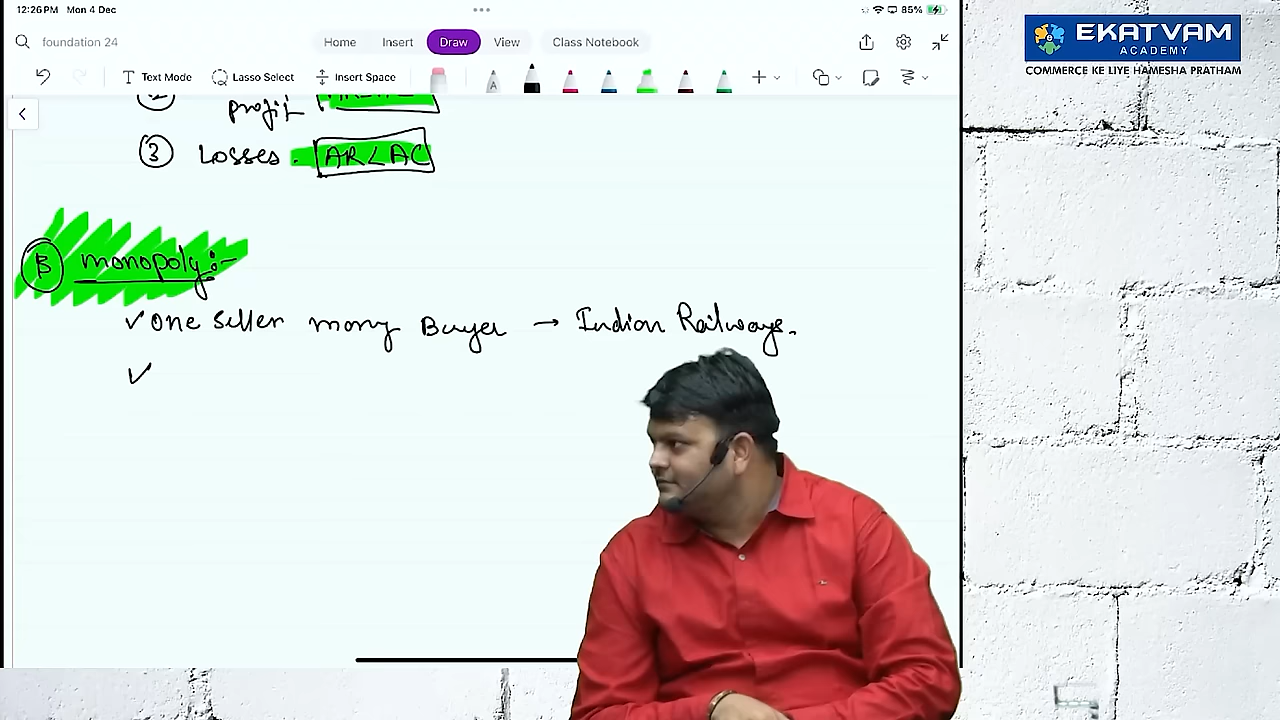 12:26 PM Mon 4 Dec
85%
foundation 24
Home Insert Draw View Class Notebook
Text Mode Lasso Select Insert Space
EKATVAM
ACADEMY
COMMERCE KE LIYE HAMESHA PRATHAM
profit
③ Losses. AR<AC
Ⓑ monopoly:-
✓ One Seller many Buyer → Indian Railways.
✓